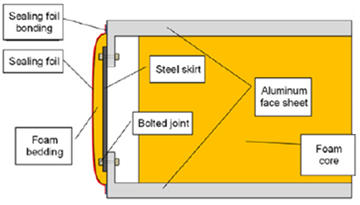 Sealing foil
bonding
Sealing foil
Steel skirt
Aluminum
face sheet
Foam
bedding
Bolted joint
Foam
core